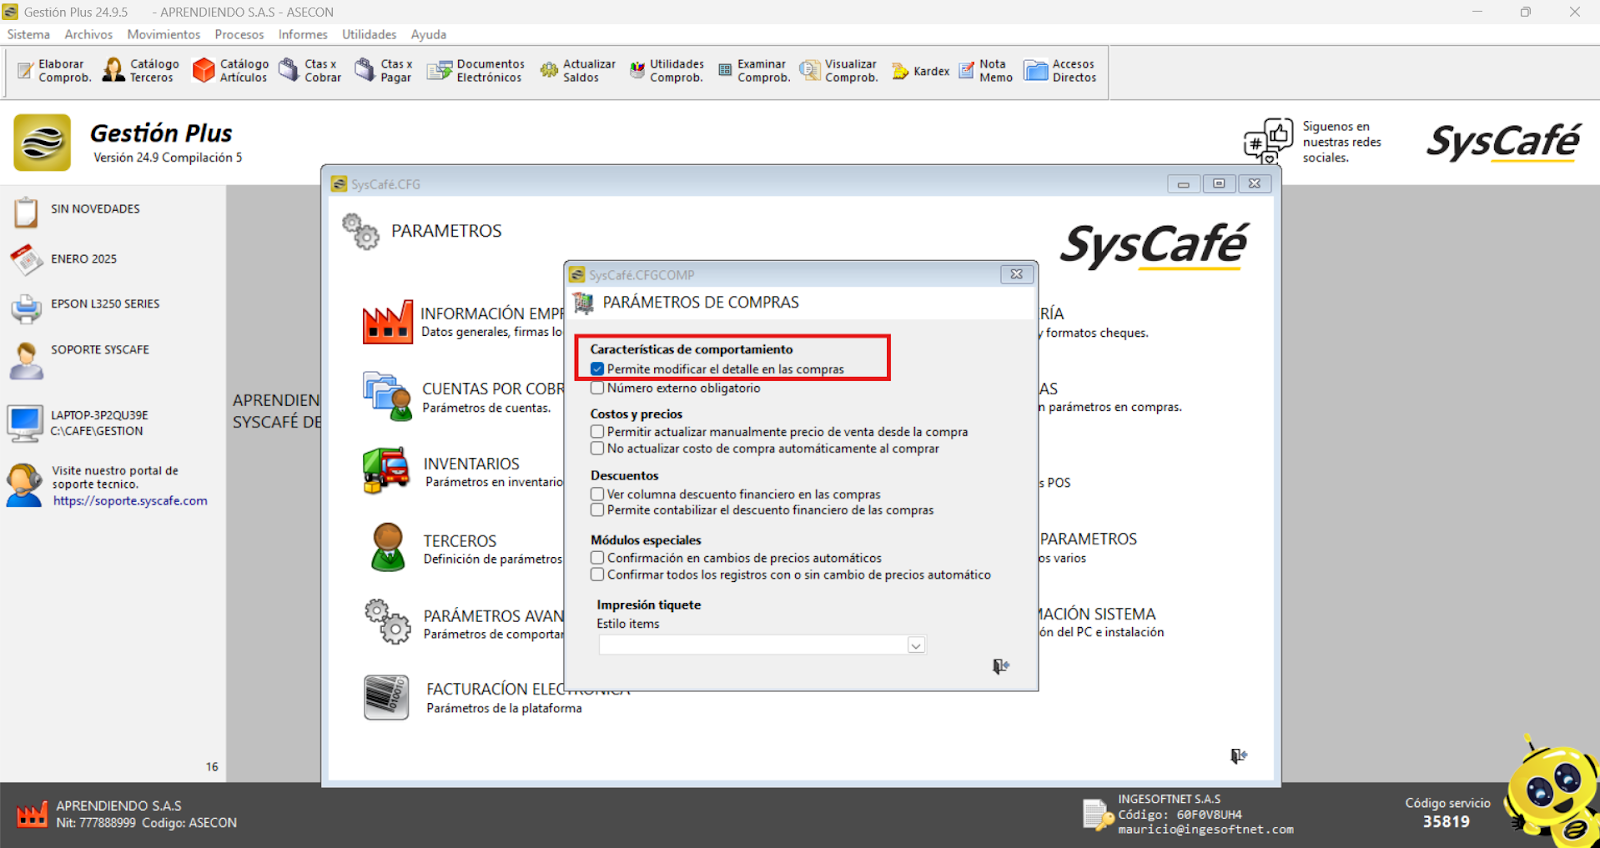 Gestión Plus 24.9.5 - APRENDIENDO S.A.S - ASECON
Sistema Archivos Movimientos Procesos Informes Utilidades Ayuda
Elaborar Comprob.
Catálogo Terceros
Catálogo Artículos
Ctas x Cobrar
Ctas x Pagar
Documentos Electrónicos
Actualizar Saldos
Utilidades Comprob.
Examinar Comprob.
Visualizar Comprob.
Kardex
Nota Memo
Accesos Directos
Gestión Plus
Versión 24.9 Compilación 5
Siguenos en
nuestras redes
sociales.
SysCafé
SIN NOVEDADES
ENERO 2025
EPSON L3250 SERIES
SOPORTE SYSCAFE
LAPTOP-3P2QU39E
C:\CAFE\GESTION
Visite nuestro portal de
soporte tecnico.
https://soporte.syscafe.com
16
APRENDIEN
SYSCAFÉ DE
SysCafé.CFG
PARAMETROS
SysCafé
INFORMACIÓN EMP
Datos generales, firmas lo
CUENTAS POR COBR
Parámetros de cuentas.
INVENTARIOS
Parámetros en inventario
TERCEROS
Definición de parámetros
PARÁMETROS AVAN
Parámetros de comportar
FACTURACÍON ELECTRONICA
Parámetros de la plataforma
RÍA
y formatos cheques.
AS
n parámetros en compras.
s POS
PARAMETROS
os varios
MACIÓN SISTEMA
ón del PC e instalación
SysCafé.CFGCOMP
PARÁMETROS DE COMPRAS
Características de comportamiento
Permite modificar el detalle en las compras
Número externo obligatorio
Costos y precios
Permitir actualizar manualmente precio de venta desde la compra
No actualizar costo de compra automáticamente al comprar
Descuentos
Ver columna descuento financiero en las compras
Permite contabilizar el descuento financiero de las compras
Módulos especiales
Confirmación en cambios de precios automáticos
Confirmar todos los registros con o sin cambio de precios automático
Impresión tiquete
Estilo items
APRENDIENDO S.A.S
Nit: 777888999 Codigo: ASECON
INGESOFTNET S.A.S
Código: 60F0V8UH4
mauricio@ingesoftnet.com
Código servicio
35819